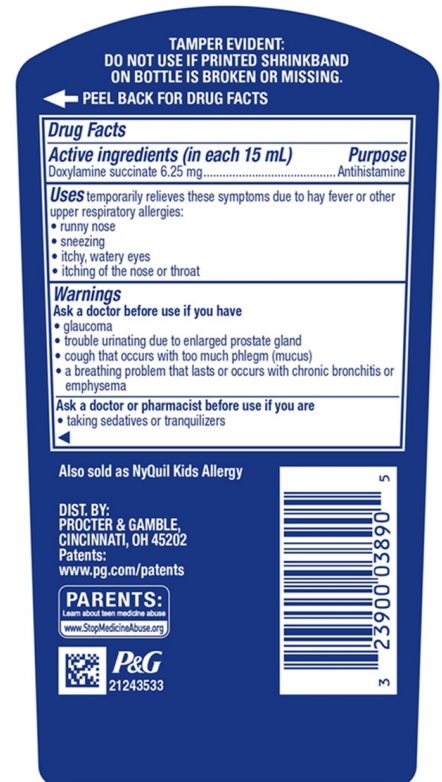 TAMPER EVIDENT:
DO NOT USE IF PRINTED SHRINKBAND
ON BOTTLE IS BROKEN OR MISSING.
PEEL BACK FOR DRUG FACTS
Drug Facts
Active ingredients (in each 15 mL) Purpose
Doxylamine succinate 6.25 mg..........................................Antihistamine
Uses temporarily relieves these symptoms due to hay fever or other
upper respiratory allergies:
• runny nose
• sneezing
• itchy, watery eyes
• itching of the nose or throat
Warnings
Ask a doctor before use if you have
• glaucoma
• trouble urinating due to enlarged prostate gland
• cough that occurs with too much phlegm (mucus)
• a breathing problem that lasts or occurs with chronic bronchitis or
emphysema
Ask a doctor or pharmacist before use if you are
• taking sedatives or tranquilizers
Also sold as NyQuil Kids Allergy
DIST. BY:
PROCTER & GAMBLE,
CINCINNATI, OH 45202
Patents:
www.pg.com/patents
PARENTS:
Learn about teen medicine abuse
www.StopMedicineAbuse.org
P&G
21243533
3 23900 03890 5